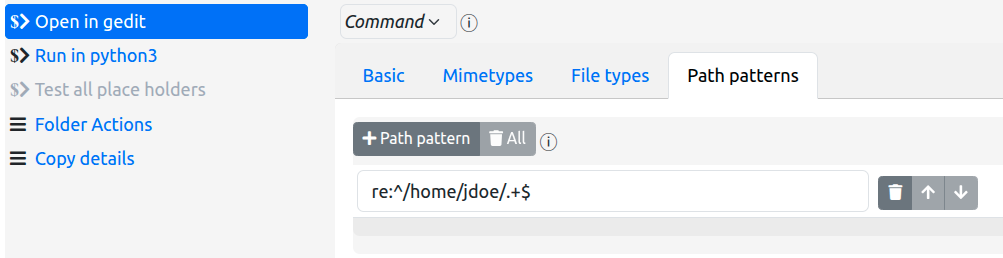 Open in gedit
Run in python3
Test all place holders
Folder Actions
Copy details
Command
Basic Mimetypes File types Path patterns
Path pattern All
re:^/home/jdoe/.+$